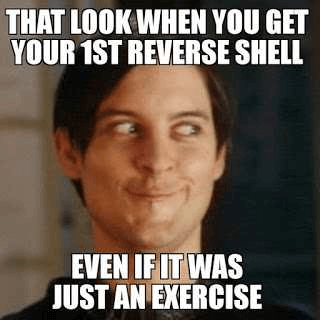 THAT LOOK WHEN YOU GET
YOUR 1ST REVERSE SHELL
EVEN IF IT WAS
JUST AN EXERCISE